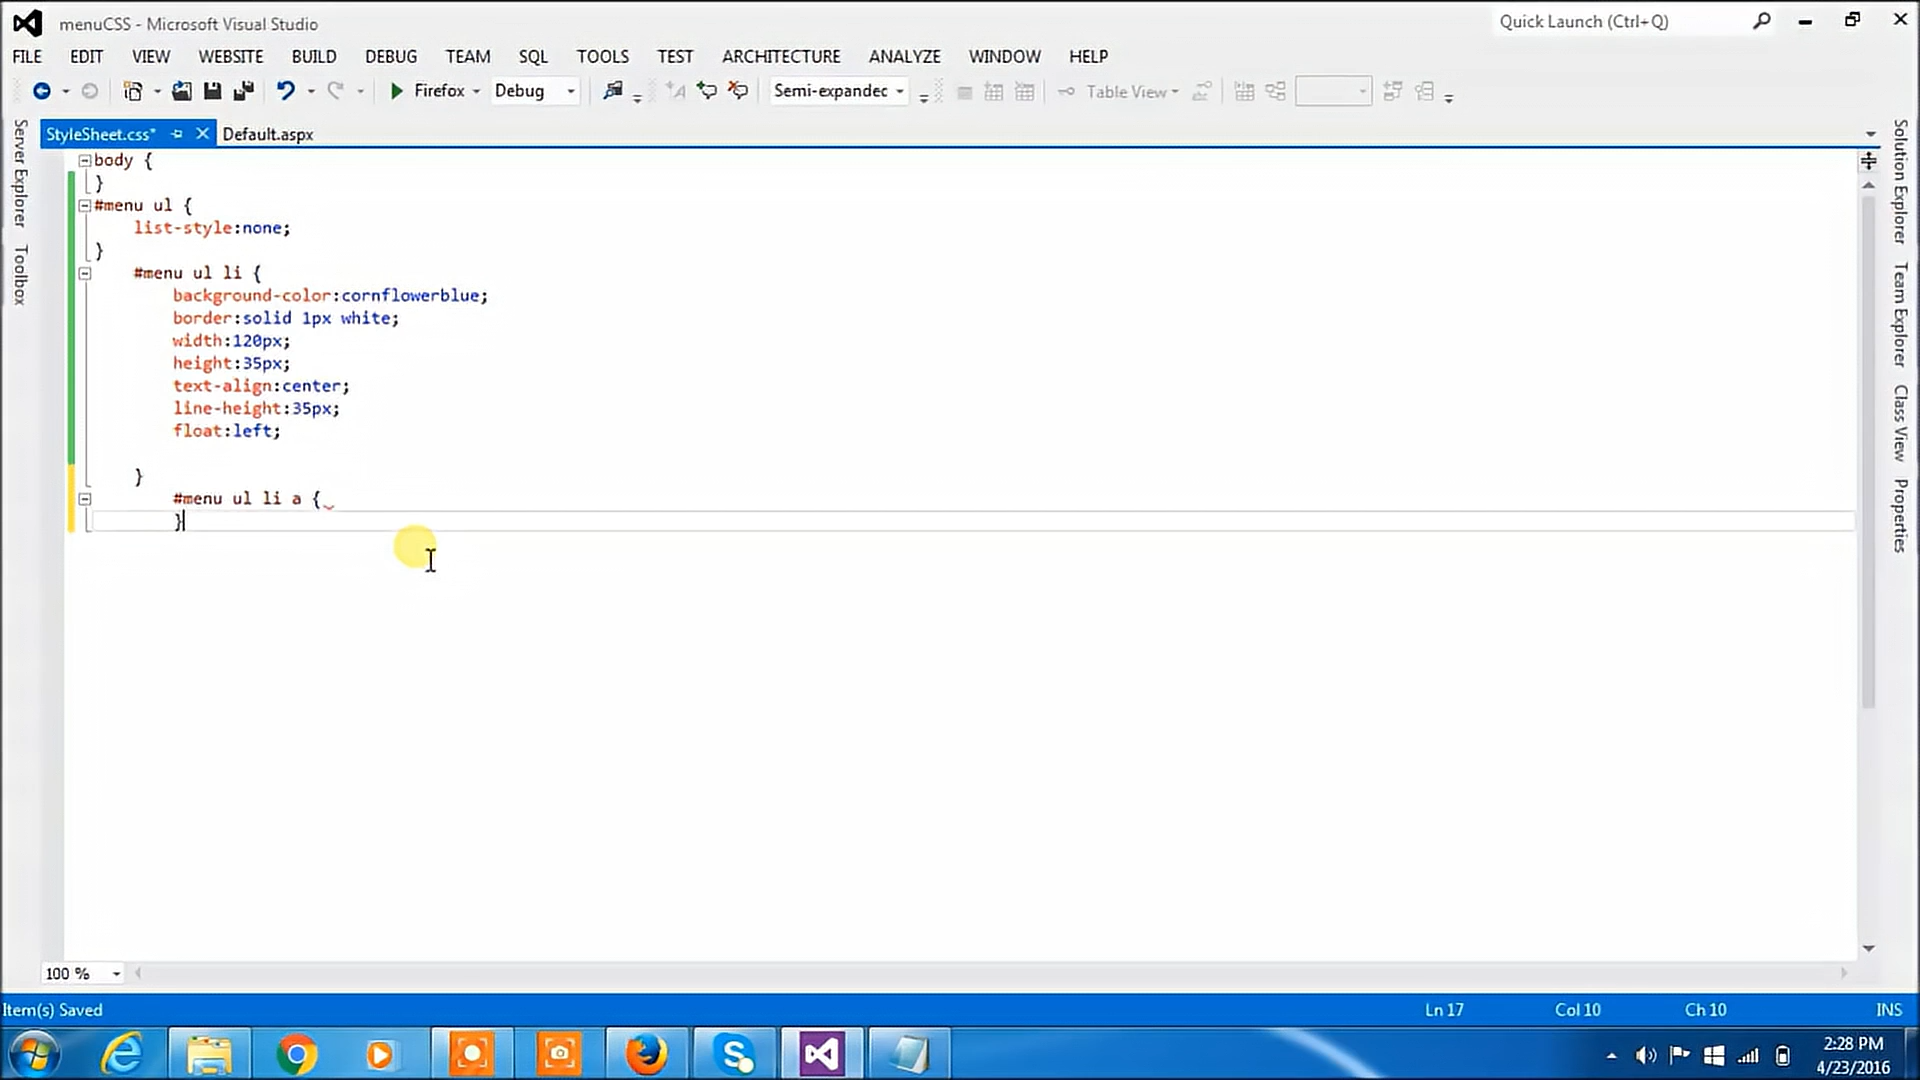 menuCSS - Microsoft Visual Studio
Quick Launch (Ctrl+Q)
FILE EDIT VIEW WEBSITE BUILD DEBUG TEAM SQL TOOLS TEST ARCHITECTURE ANALYZE WINDOW HELP
Firefox Debug Semi-expandec Table View
StyleSheet.css* Default.aspx
Server Explorer
Toolbox
body {
}
#menu ul {
list-style:none;
}
#menu ul li {
background-color:cornflowerblue;
border:solid 1px white;
width:120px;
height:35px;
text-align:center;
line-height:35px;
float:left;
}
#menu ul li a {
}
Solution Explorer
Team Explorer
Class View
Properties
100 %
Item(s) Saved Ln 17 Col 10 Ch 10 INS
2:28 PM
4/23/2016